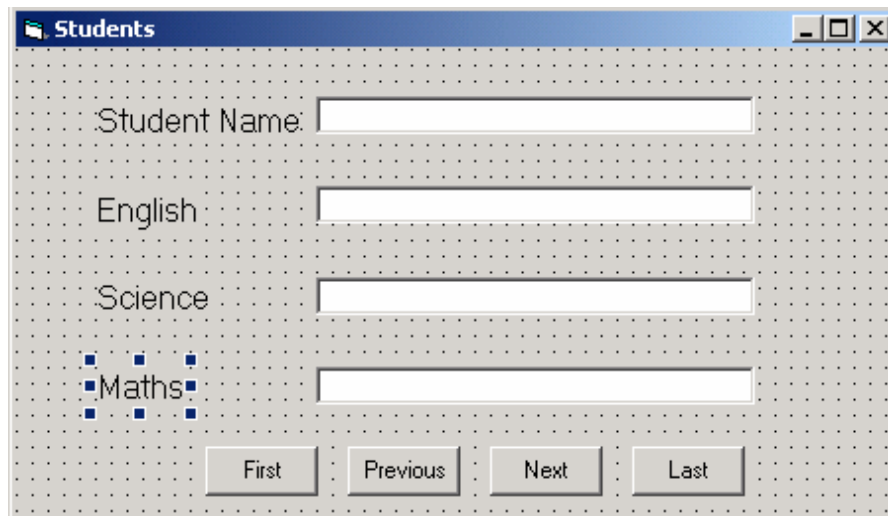 Students
Student Name
English
Science
Maths
First Previous Next Last